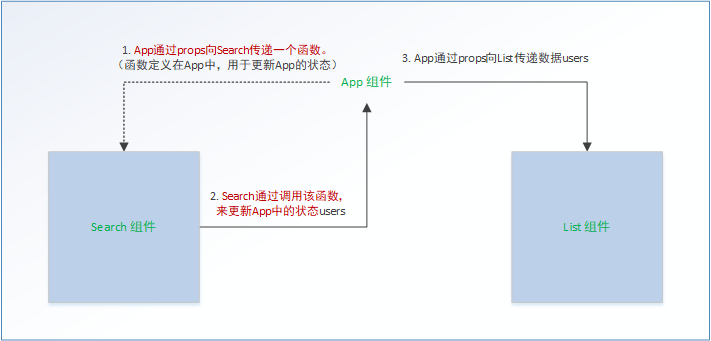 1. App通过props向Search传递一个函数。
（函数定义在App中，用于更新App的状态）
3. App通过props向List传递数据users
App 组件
2. Search通过调用该函数，
来更新App中的状态users
Search 组件
List 组件